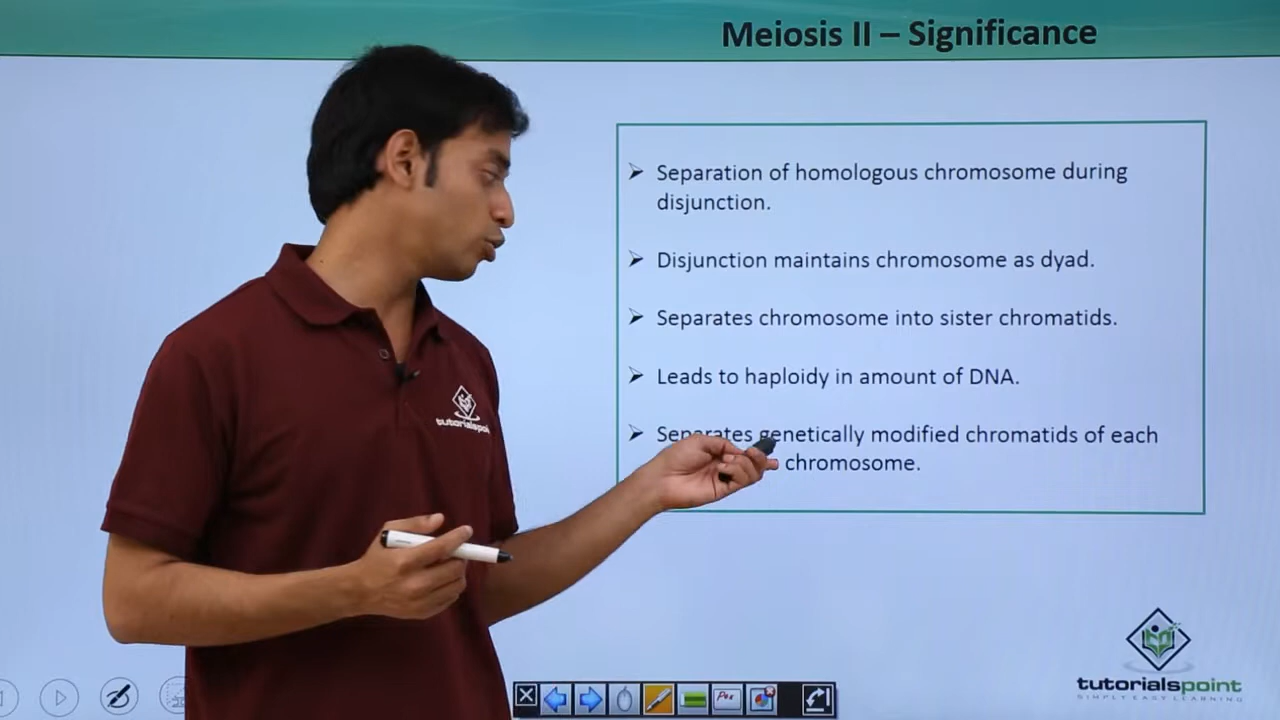 Meiosis II – Significance
Separation of homologous chromosome during
disjunction.
Disjunction maintains chromosome as dyad.
Separates chromosome into sister chromatids.
Leads to haploidy in amount of DNA.
Separates genetically modified chromatids of each
chromosome.
tutorialspoint
tutorialspoint
SIMPLY EASY LEARNING
Pen